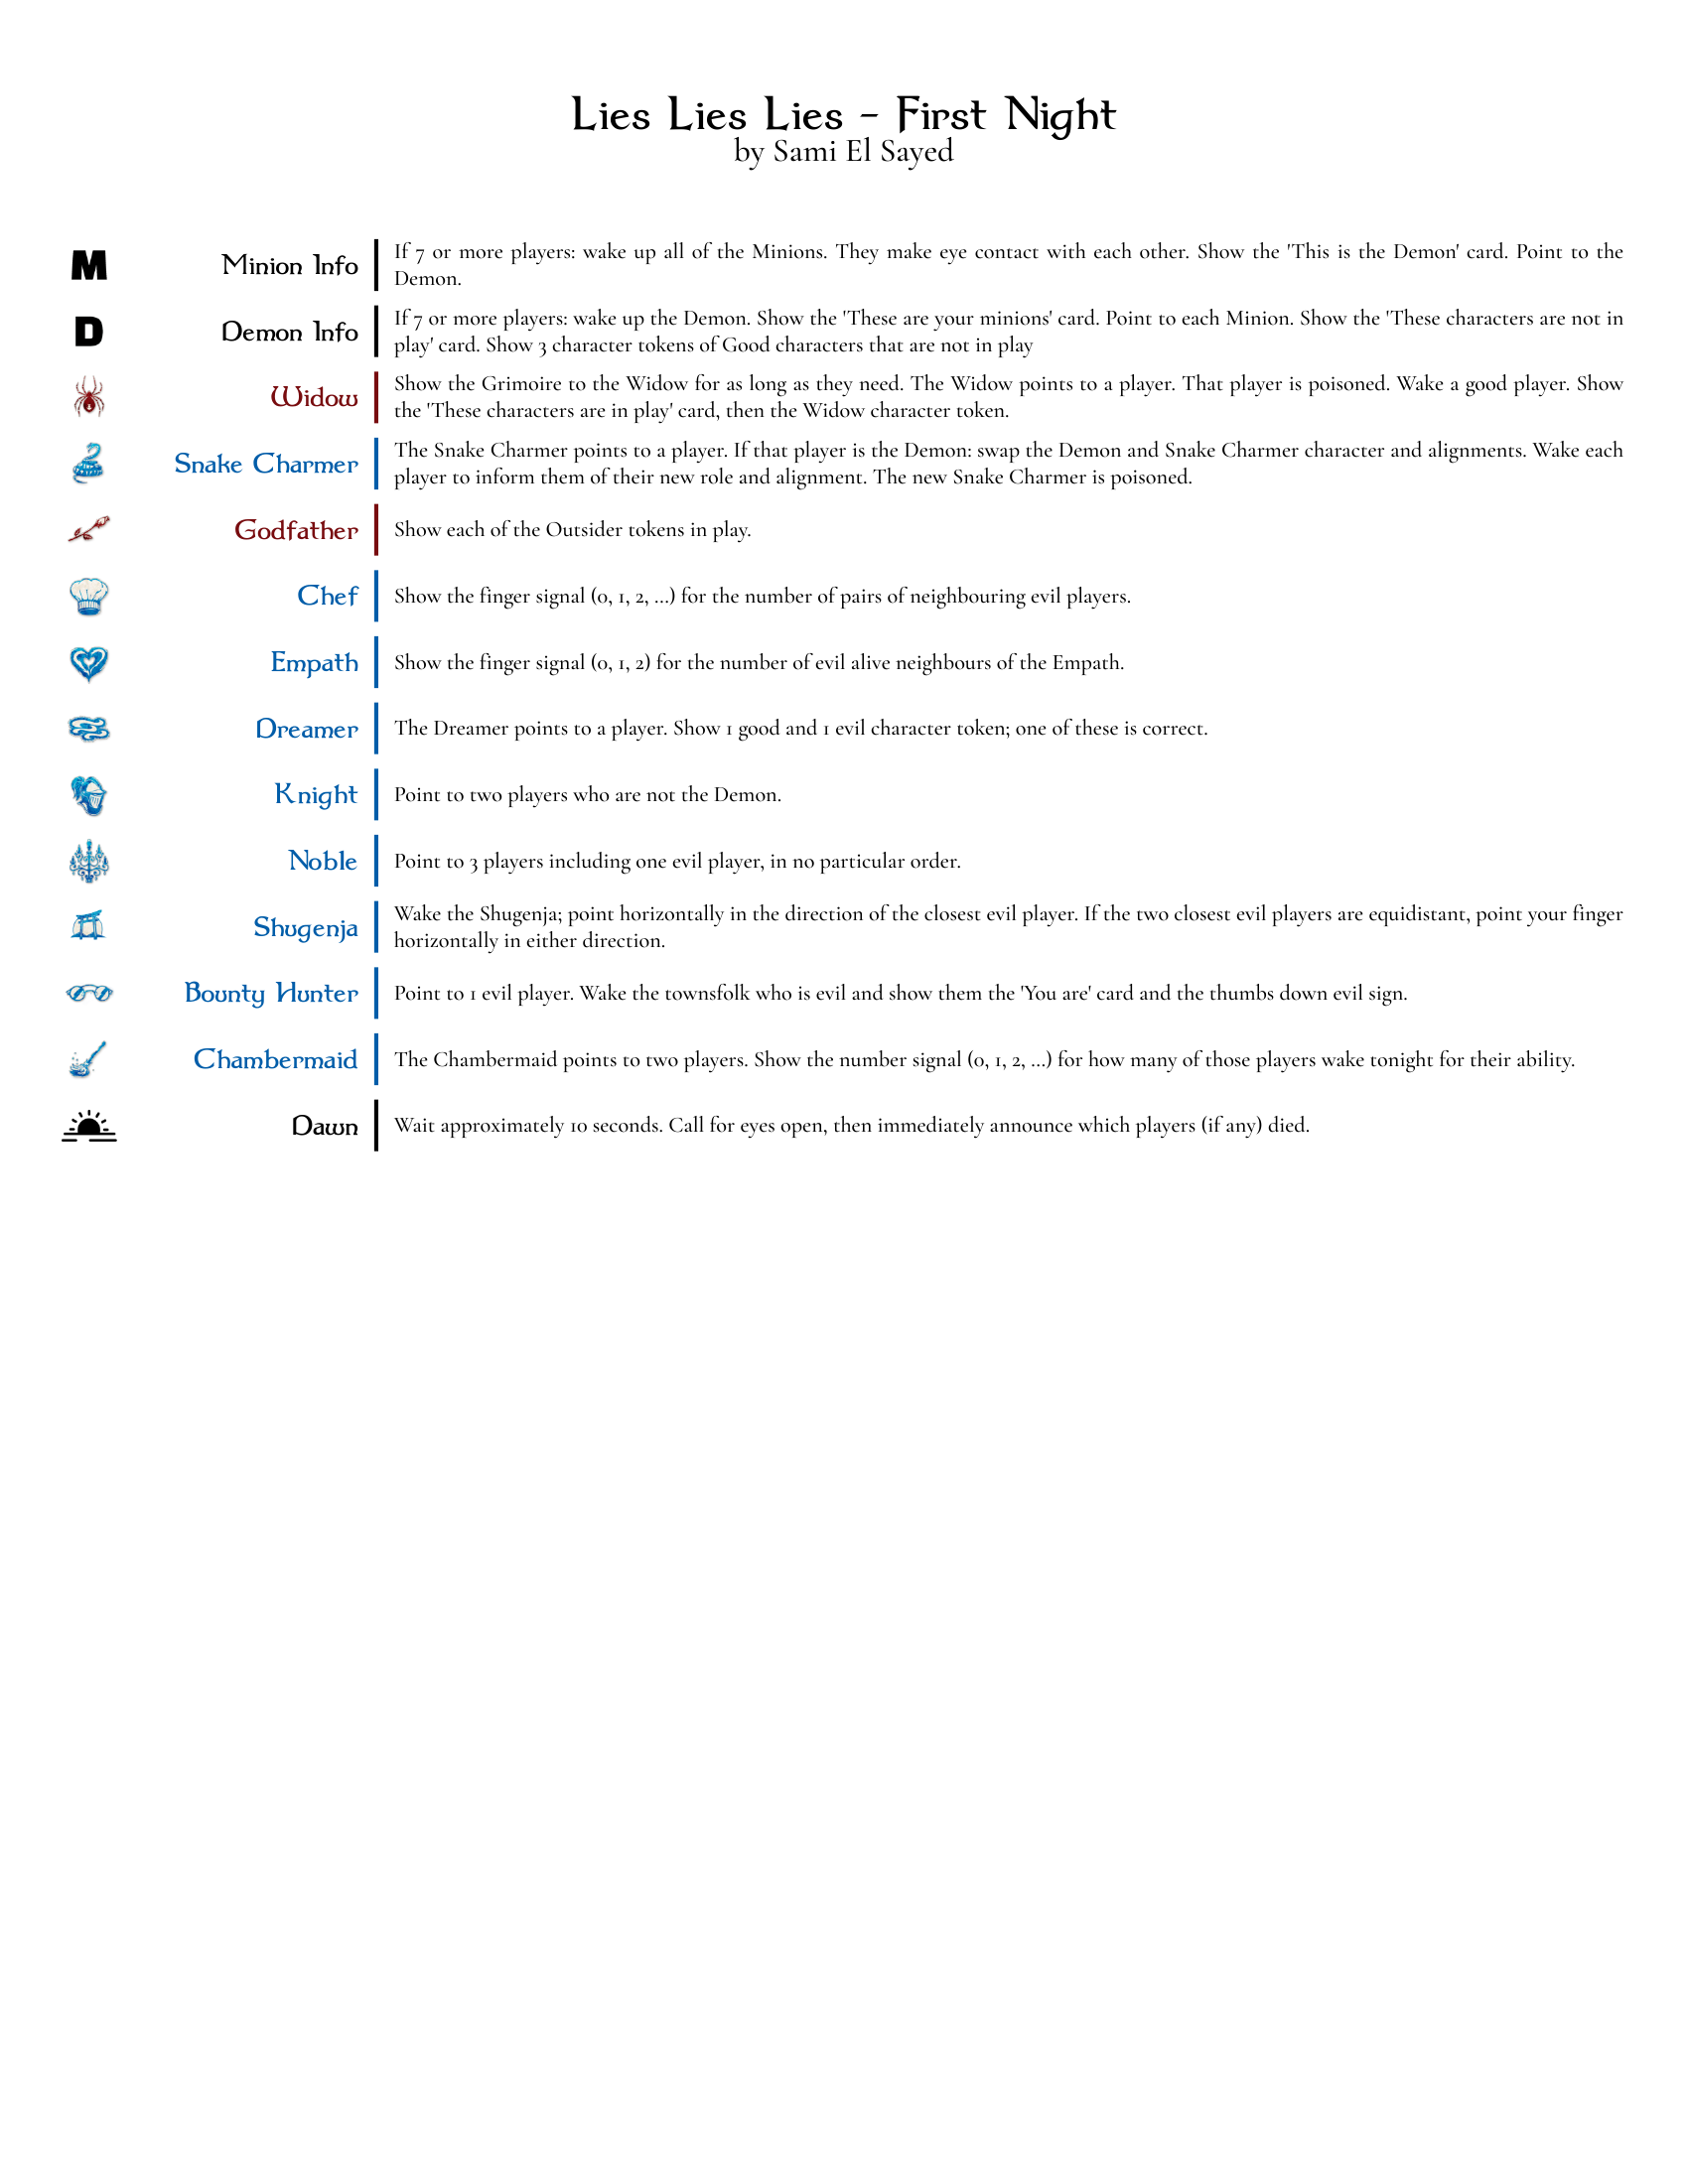 Lies Lies Lies - First Night
by Sami El Sayed
M
Minion Info
If 7 or more players: wake up all of the Minions. They make eye contact with each other. Show the 'This is the Demon' card. Point to the
Demon.
D
Demon Info
If 7 or more players: wake up the Demon. Show the 'These are your minions' card. Point to each Minion. Show the 'These characters are not in
play' card. Show 3 character tokens of Good characters that are not in play
Widow
Show the Grimoire to the Widow for as long as they need. The Widow points to a player. That player is poisoned. Wake a good player. Show
the 'These characters are in play' card, then the Widow character token.
Snake Charmer
The Snake Charmer points to a player. If that player is the Demon: swap the Demon and Snake Charmer character and alignments. Wake each
player to inform them of their new role and alignment. The new Snake Charmer is poisoned.
Godfather
Show each of the Outsider tokens in play.
Chef
Show the finger signal (0, 1, 2, ...) for the number of pairs of neighbouring evil players.
Empath
Show the finger signal (0, 1, 2) for the number of evil alive neighbours of the Empath.
Dreamer
The Dreamer points to a player. Show 1 good and 1 evil character token; one of these is correct.
Knight
Point to two players who are not the Demon.
Noble
Point to 3 players including one evil player, in no particular order.
Shugenja
Wake the Shugenja; point horizontally in the direction of the closest evil player. If the two closest evil players are equidistant, point your finger
horizontally in either direction.
Bounty Hunter
Point to 1 evil player. Wake the townsfolk who is evil and show them the 'You are' card and the thumbs down evil sign.
Chambermaid
The Chambermaid points to two players. Show the number signal (0, 1, 2, ...) for how many of those players wake tonight for their ability.
Dawn
Wait approximately 10 seconds. Call for eyes open, then immediately announce which players (if any) died.